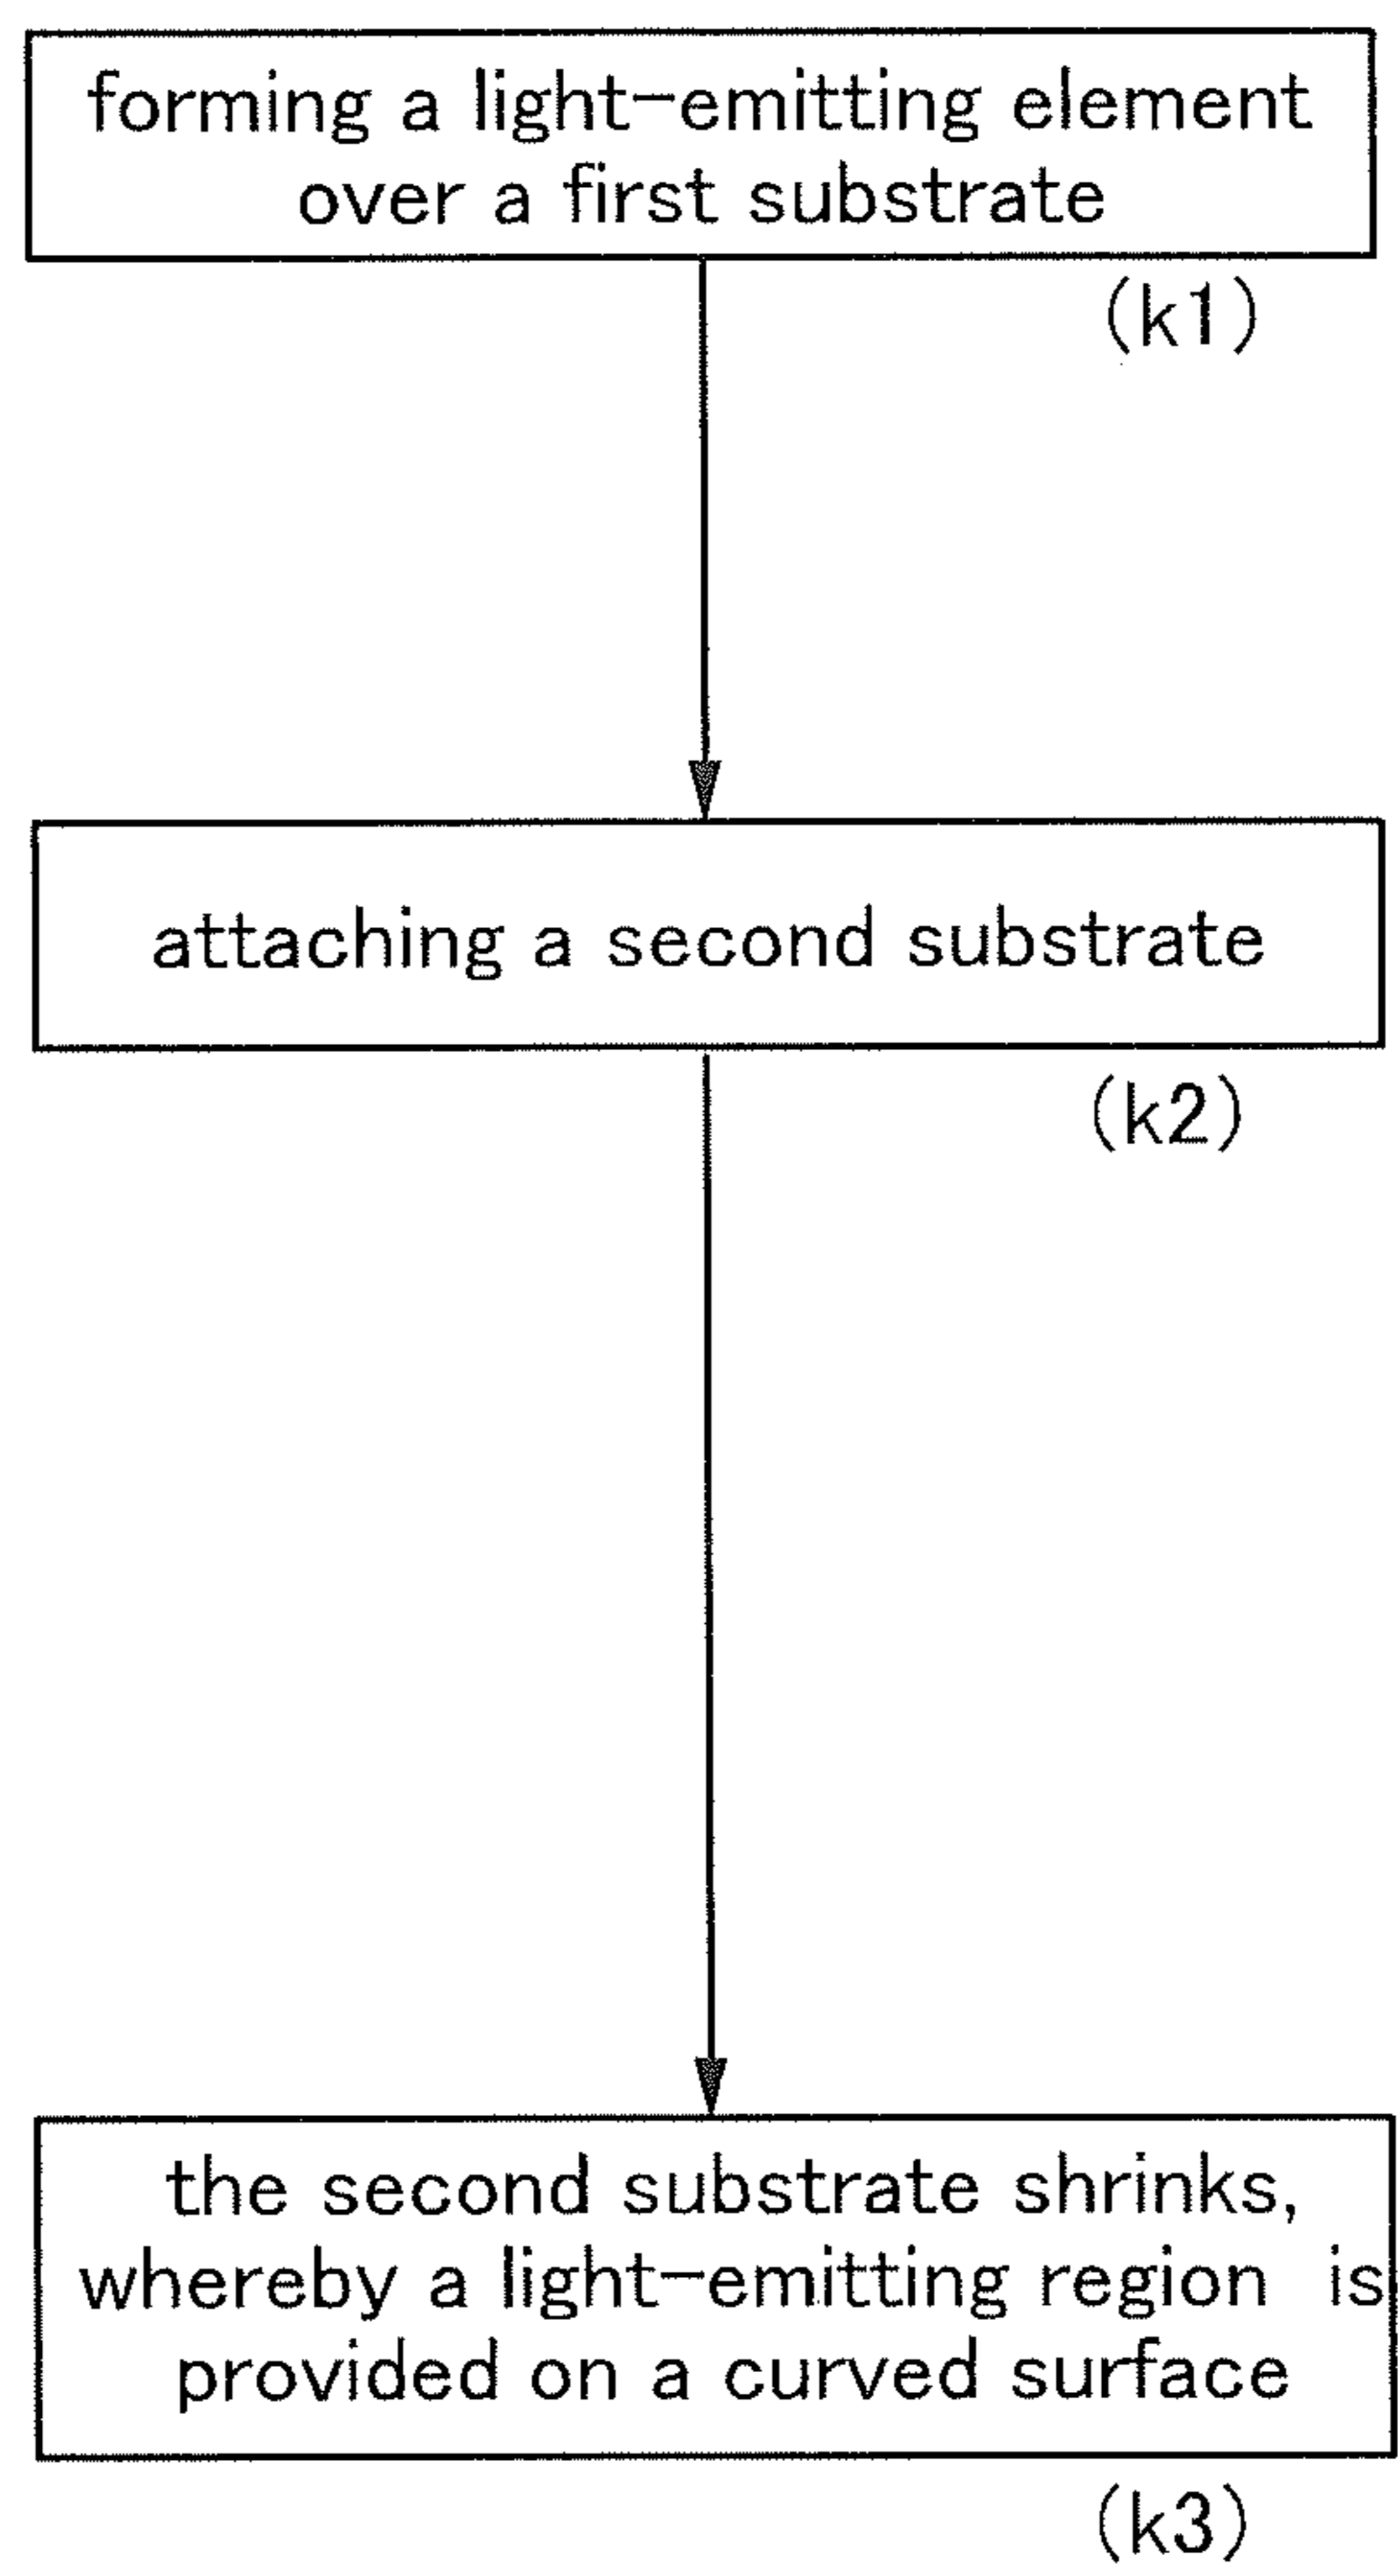 forming a light-emitting element
over a first substrate
(k1)
attaching a second substrate
(k2)
the second substrate shrinks,
whereby a light-emitting region is
provided on a curved surface
(k3)